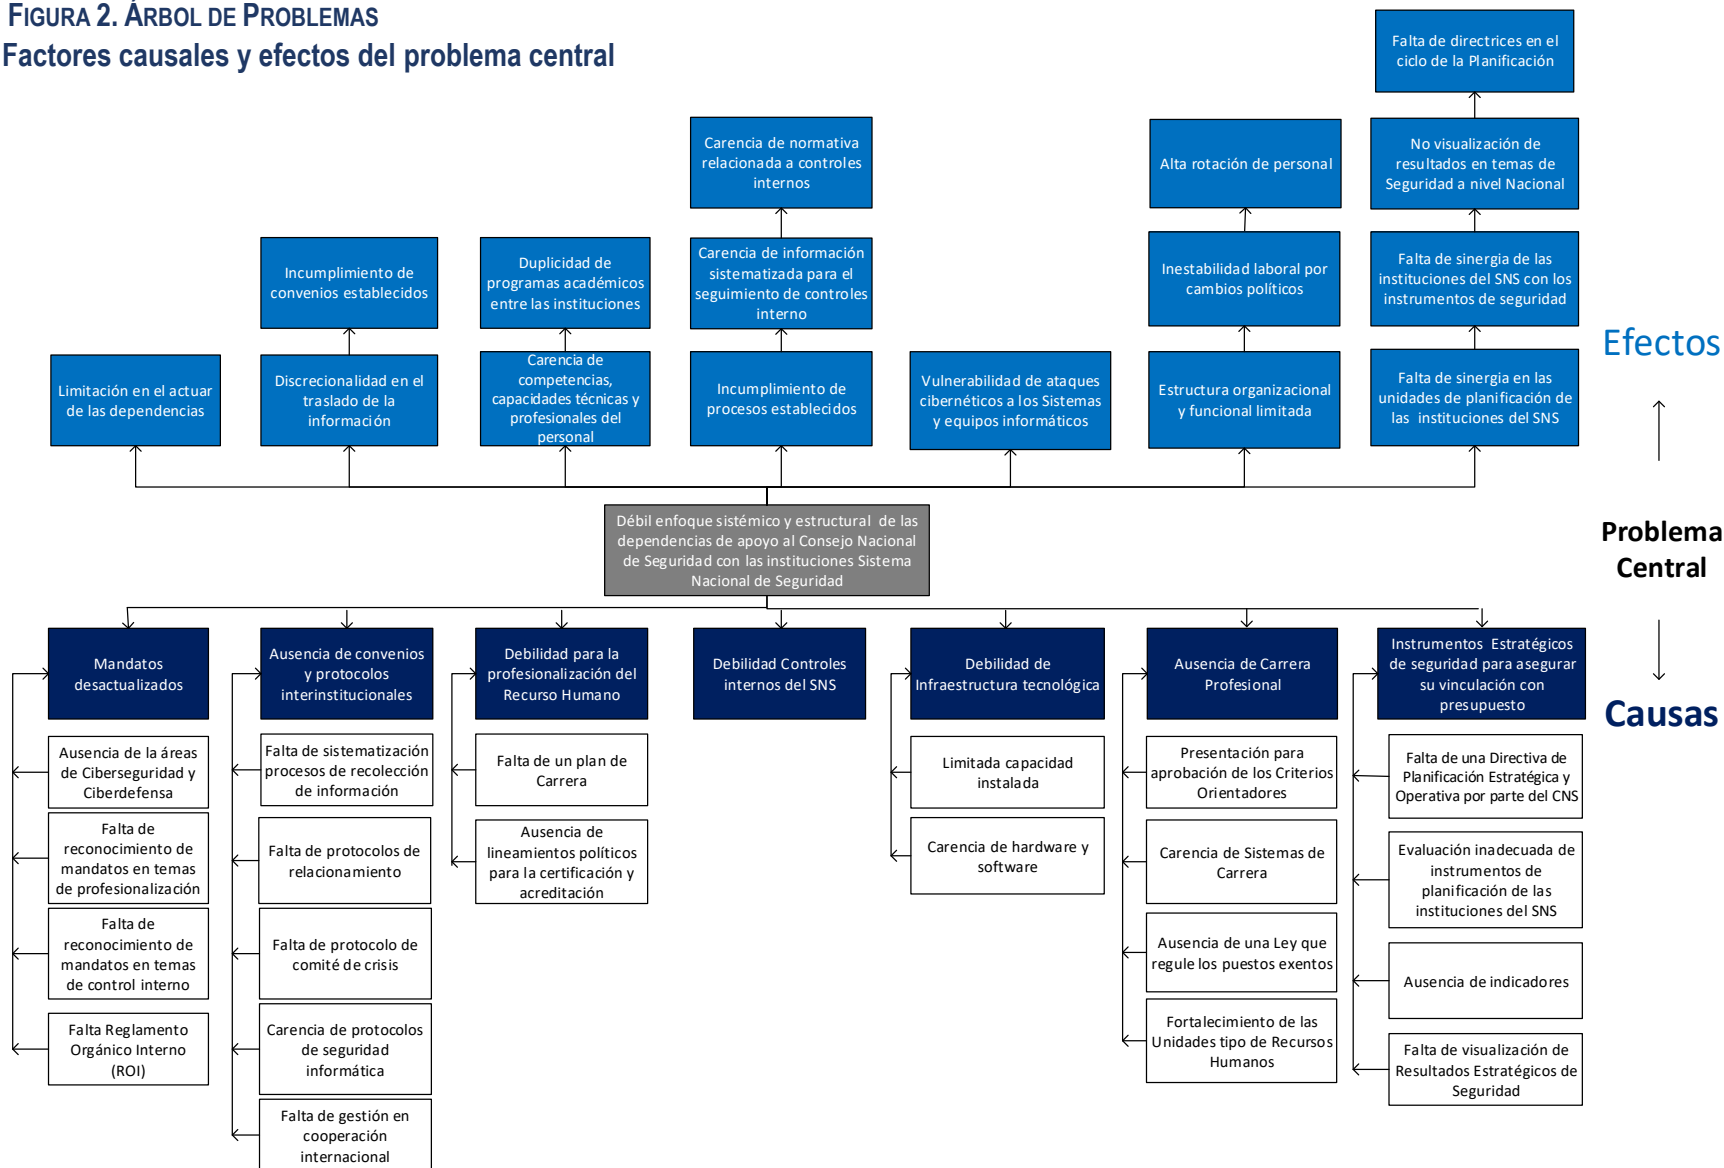 FIGURA 2. ÁRBOL DE PROBLEMAS
Factores causales y efectos del problema central
Falta de directrices en el
ciclo de la Planificación
Carencia de normativa
relacionada a controles
internos
Alta rotación de personal
No visualización de
resultados en temas de
Seguridad a nivel Nacional
Incumplimiento de
convenios establecidos
Duplicidad de
programas académicos
entre las instituciones
Carencia de información
sistematizada para el
seguimiento de controles
interno
Inestabilidad laboral por
cambios políticos
Falta de sinergia de las
instituciones del SNS con los
instrumentos de seguridad
Efectos
Limitación en el actuar
de las dependencias
Discrecionalidad en el
traslado de la
información
Carencia de
competencias,
capacidades técnicas y
profesionales del
personal
Incumplimiento de
procesos establecidos
Vulnerabilidad de ataques
cibernéticos a los Sistemas
y equipos informáticos
Estructura organizacional
y funcional limitada
Falta de sinergia en las
unidades de planificación de
las instituciones del SNS
Débil enfoque sistémico y estructural de las
dependencias de apoyo al Consejo Nacional
de Seguridad con las instituciones Sistema
Nacional de Seguridad
Problema
Central
Mandatos
desactualizados
Ausencia de convenios
y protocolos
interinstitucionales
Debilidad para la
profesionalización del
Recurso Humano
Debilidad Controles
internos del SNS
Debilidad de
Infraestructura tecnológica
Ausencia de Carrera
Profesional
Instrumentos Estratégicos
de seguridad para asegurar
su vinculación con
presupuesto
Causas
Ausencia de la áreas
de Ciberseguridad y
Ciberdefensa
Falta de
reconocimiento de
mandatos en temas
de profesionalización
Falta de
reconocimiento de
mandatos en temas
de control interno
Falta Reglamento
Orgánico Interno
(ROI)
Falta de sistematización
procesos de recolección
de información
Falta de protocolos de
relacionamiento
Falta de protocolo de
comité de crisis
Carencia de protocolos
de seguridad
informática
Falta de gestión en
cooperación
internacional
Falta de un plan de
Carrera
Ausencia de
lineamientos políticos
para la certificación y
acreditación
Limitada capacidad
instalada
Carencia de hardware y
software
Presentación para
aprobación de los Criterios
Orientadores
Carencia de Sistemas de
Carrera
Ausencia de una Ley que
regule los puestos exentos
Fortalecimiento de las
Unidades tipo de Recursos
Humanos
Falta de una Directiva de
Planificación Estratégica y
Operativa por parte del CNS
Evaluación inadecuada de
instrumentos de
planificación de las
instituciones del SNS
Ausencia de indicadores
Falta de visualización de
Resultados Estratégicos de
Seguridad